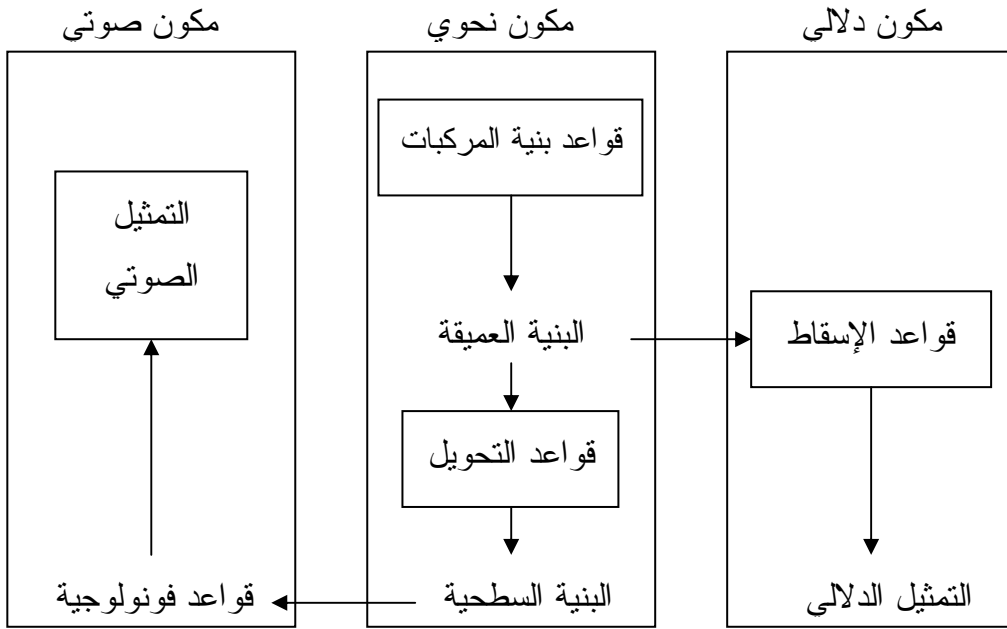 مكون دلالي
مكون نحوي
مكون صوتي
قواعد بنية المركبات
التمثيل
الصوتي
البنية العميقة
قواعد الإسقاط
قواعد التحويل
التمثيل الدلالي
البنية السطحية
قواعد فونولوجية